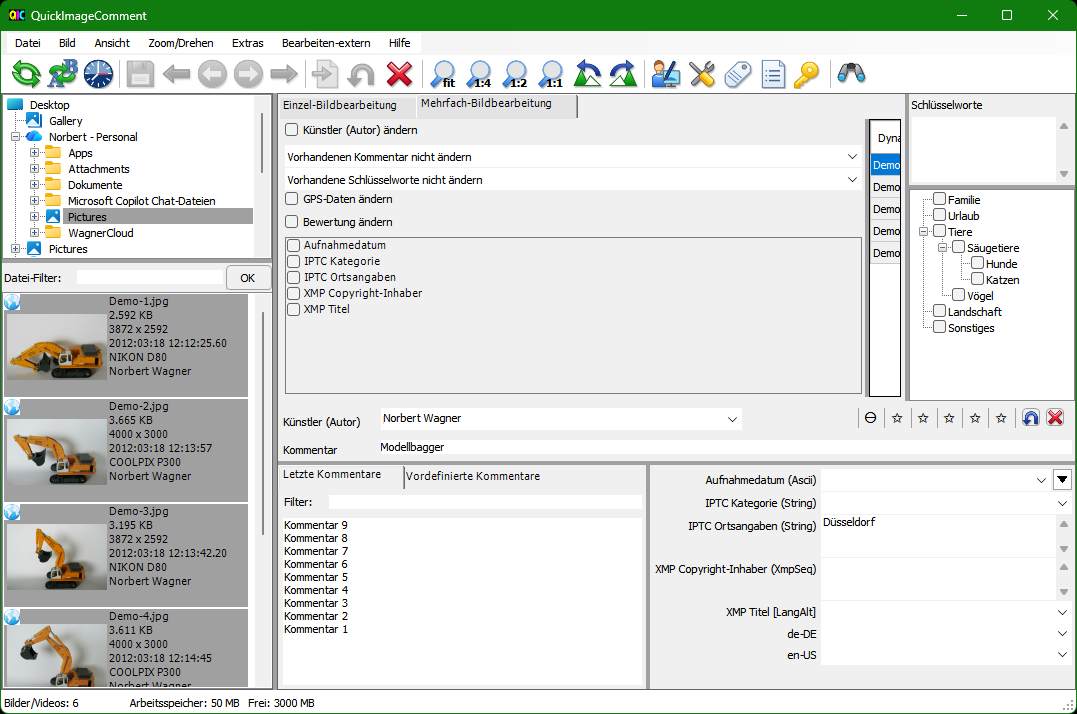 QIC QuickImageComment
Datei Bild Ansicht Zoom/Drehen Extras Bearbeiten-extern Hilfe
fit 1:4 1:2 1:1
Desktop
Gallery
Norbert - Personal
Apps
Attachments
Dokumente
Microsoft Copilot Chat-Dateien
Pictures
WagnerCloud
Pictures
Datei-Filter: OK
Demo-1.jpg
2.592 KB
3872 x 2592
2012:03:18 12:12:25.60
NIKON D80
Norbert Wagner
Demo-2.jpg
3.665 KB
4000 x 3000
2012:03:18 12:13:57
COOLPIX P300
Norbert Wagner
Demo-3.jpg
3.195 KB
3872 x 2592
2012:03:18 12:13:42.20
NIKON D80
Norbert Wagner
Demo-4.jpg
3.611 KB
4000 x 3000
2012:03:18 12:14:45
COOLPIX P300
Norbert Wagner
Einzel-Bildbearbeitung Mehrfach-Bildbearbeitung
Künstler (Autor) ändern
Vorhandenen Kommentar nicht ändern
Vorhandene Schlüsselworte nicht ändern
GPS-Daten ändern
Bewertung ändern
Aufnahmedatum
IPTC Kategorie
IPTC Ortsangaben
XMP Copyright-Inhaber
XMP Titel
Dyna
Demo
Demo
Demo
Demo
Demo
Schlüsselworte
Familie
Urlaub
Tiere
Säugetiere
Hunde
Katzen
Vögel
Landschaft
Sonstiges
Künstler (Autor) Norbert Wagner
Kommentar Modellbagger
Letzte Kommentare Vordefinierte Kommentare
Filter:
Kommentar 9
Kommentar 8
Kommentar 7
Kommentar 6
Kommentar 5
Kommentar 4
Kommentar 3
Kommentar 2
Kommentar 1
Aufnahmedatum (Ascii)
IPTC Kategorie (String)
IPTC Ortsangaben (String) Düsseldorf
XMP Copyright-Inhaber (XmpSeq)
XMP Titel [LangAlt]
de-DE
en-US
Bilder/Videos: 6 Arbeitsspeicher: 50 MB Frei: 3000 MB